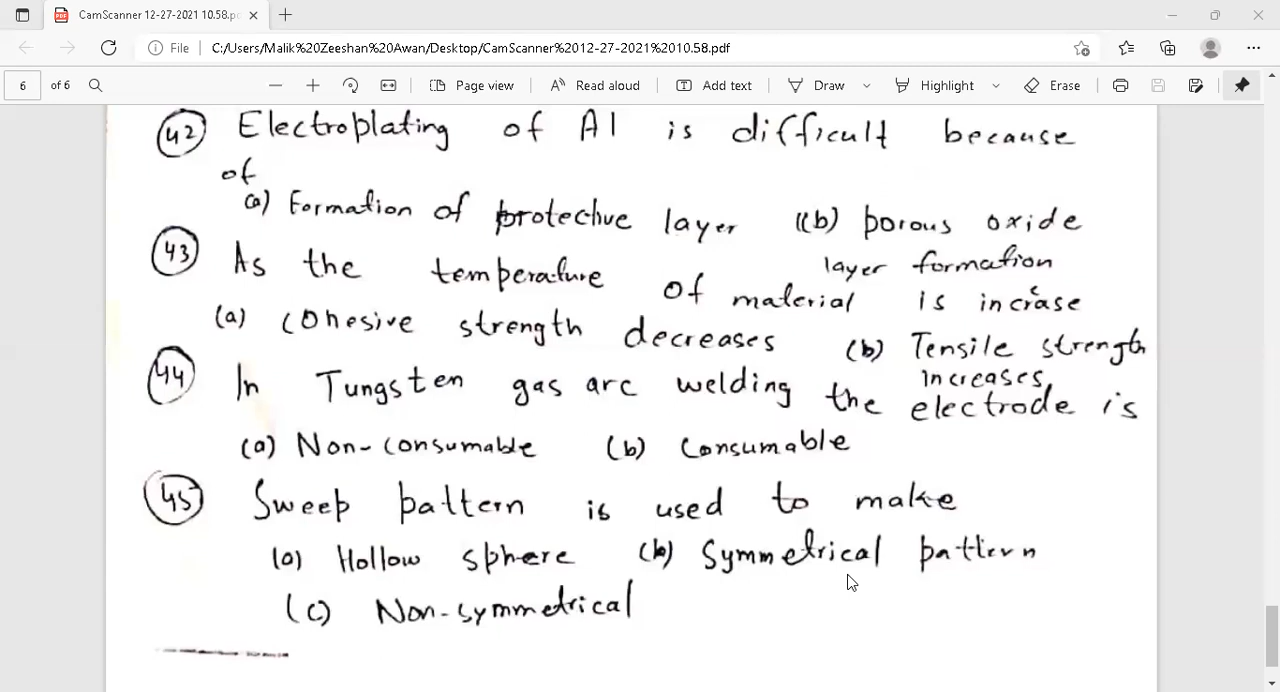 CamScanner 12-27-2021 10.58.pd
File C:/Users/Malik%20Zeeshan%20Awan/Desktop/CamScanner%2012-27-2021%2010.58.pdf
6 of 6 Page view Read aloud Add text Draw Highlight Erase
42 Electroplating of Al is difficult because
of
(a) Formation of protective layer (b) porous oxide
layer formation
43 As the temperature of material is increase
(a) Cohesive strength decreases (b) Tensile strength
increases
44 In Tungsten gas arc welding the electrode is
(a) Non-consumable (b) Consumable
45 Sweep pattern is used to make
(a) Hollow sphere (b) Symmetrical pattern
(c) Non-symmetrical